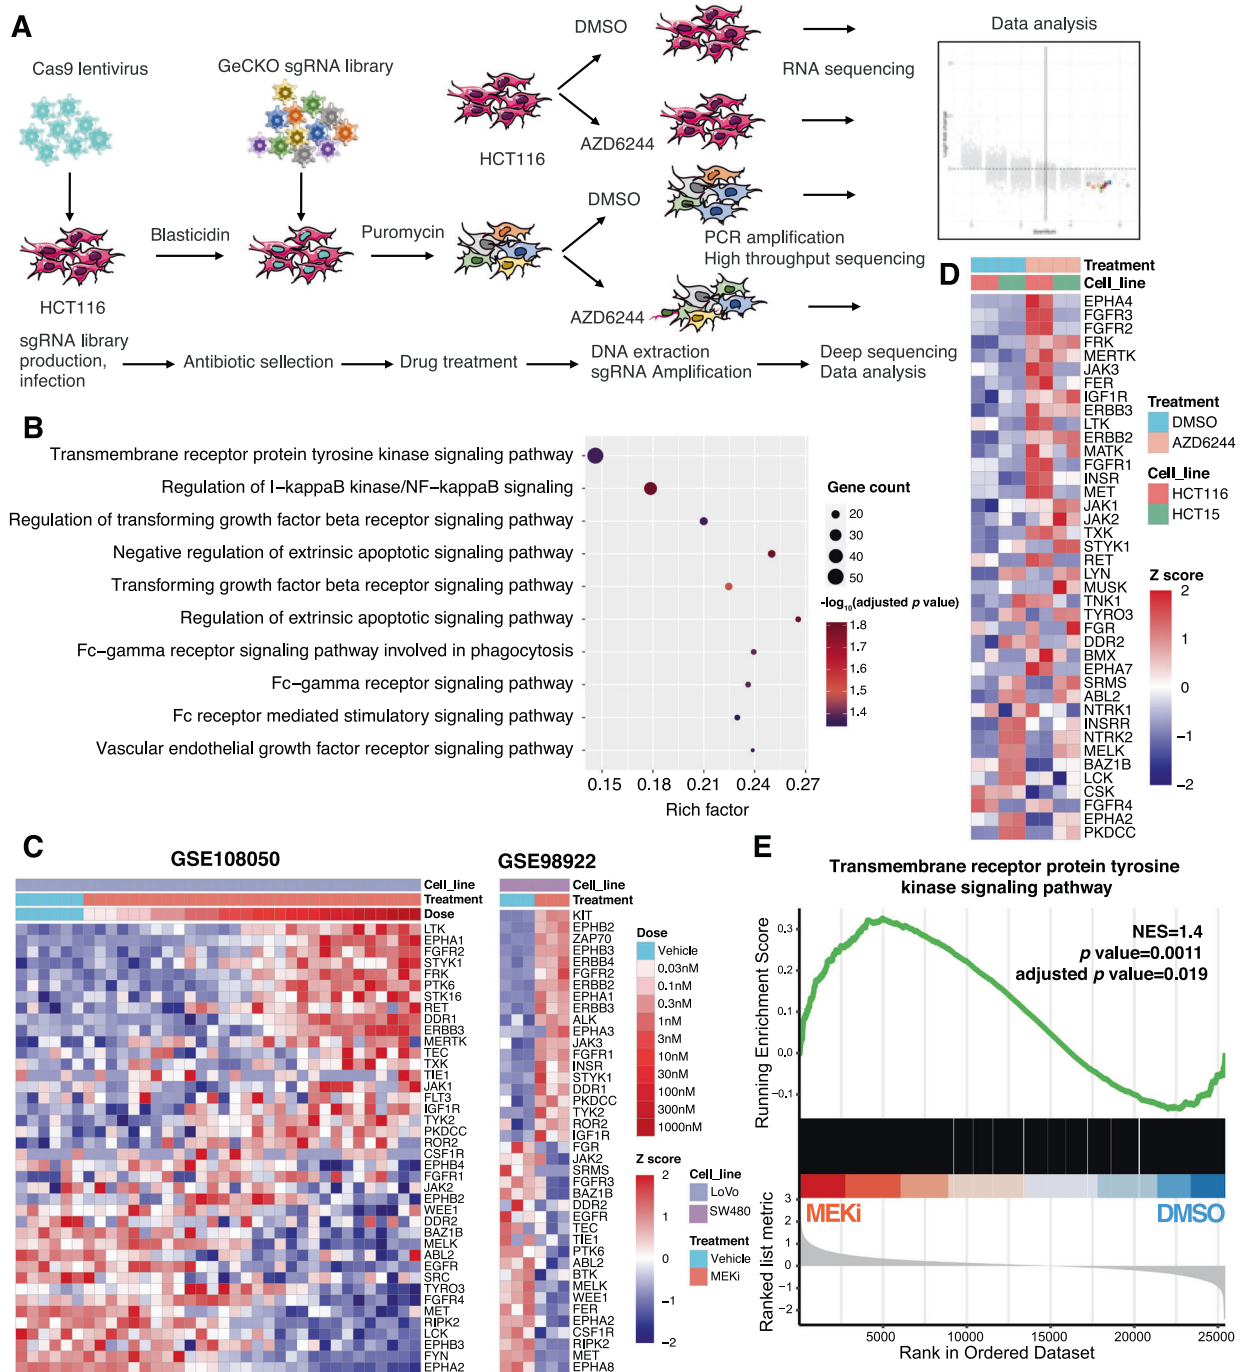 A
Cas9 lentivirus
GeCKO sgRNA library
DMSO
AZD6244
HCT116
RNA sequencing
Data analysis
Blasticidin
Puromycin
HCT116
DMSO
AZD6244
PCR amplification
High throughput sequencing
sgRNA library
production,
infection
Antibiotic sellection
Drug treatment
DNA extraction
sgRNA Amplification
Deep sequencing
Data analysis
B
Transmembrane receptor protein tyrosine kinase signaling pathway
Regulation of I−kappaB kinase/NF−kappaB signaling
Regulation of transforming growth factor beta receptor signaling pathway
Negative regulation of extrinsic apoptotic signaling pathway
Transforming growth factor beta receptor signaling pathway
Regulation of extrinsic apoptotic signaling pathway
Fc−gamma receptor signaling pathway involved in phagocytosis
Fc−gamma receptor signaling pathway
Fc receptor mediated stimulatory signaling pathway
Vascular endothelial growth factor receptor signaling pathway
0.15 0.18 0.21 0.24 0.27
Rich factor
Gene count
20
30
40
50
-log10(adjusted p value)
1.8
1.7
1.6
1.5
1.4
C
GSE108050
Cell_line
Treatment
Dose
LTK
EPHA1
FGFR2
STYK1
FRK
PTK6
STK16
RET
DDR1
ERBB3
MERTK
TEC
TXK
TIE1
JAK1
FLT3
IGF1R
TYK2
PKDCC
ROR2
CSF1R
EPHB4
FGFR1
JAK2
EPHB2
WEE1
DDR2
BAZ1B
MELK
ABL2
EGFR
SRC
TYRO3
FGFR4
MET
RIPK2
LCK
EPHB3
FYN
EPHA2
GSE98922
Cell_line
Treatment
KIT
EPHB2
ZAP70
EPHB3
ERBB4
FGFR2
ERBB2
EPHA1
ERBB3
ALK
EPHA3
JAK3
FGFR1
INSR
STYK1
DDR1
PKDCC
TYK2
ROR2
IGF1R
FGR
JAK2
SRMS
FGFR3
BAZ1B
DDR2
EGFR
TEC
TIE1
PTK6
ABL2
BTK
MELK
WEE1
FER
EPHA2
CSF1R
RIPK2
MET
EPHA8
Dose
Vehicle
0.03nM
0.1nM
0.3nM
1nM
3nM
10nM
30nM
100nM
300nM
1000nM
Z score
2
1
0
−1
−2
Cell_line
LoVo
SW480
Treatment
Vehicle
MEKi
D
Treatment
Cell_line
EPHA4
FGFR3
FGFR2
FRK
MERTK
JAK3
FER
IGF1R
ERBB3
LTK
ERBB2
MATK
FGFR1
INSR
MET
JAK1
JAK2
TXK
STYK1
RET
LYN
MUSK
TNK1
TYRO3
FGR
DDR2
BMX
EPHA7
SRMS
ABL2
NTRK1
INSRR
NTRK2
MELK
BAZ1B
LCK
CSK
FGFR4
EPHA2
PKDCC
Treatment
DMSO
AZD6244
Cell_line
HCT116
HCT15
Z score
2
1
0
−1
−2
E
Transmembrane receptor protein tyrosine
kinase signaling pathway
Running Enrichment Score
0.3
0.2
0.1
0.0
−0.1
NES=1.4
p value=0.0011
adjusted p value=0.019
MEKi
DMSO
Ranked list metric
3
2
1
0
−1
−2
5000 10000 15000 20000 25000
Rank in Ordered Dataset